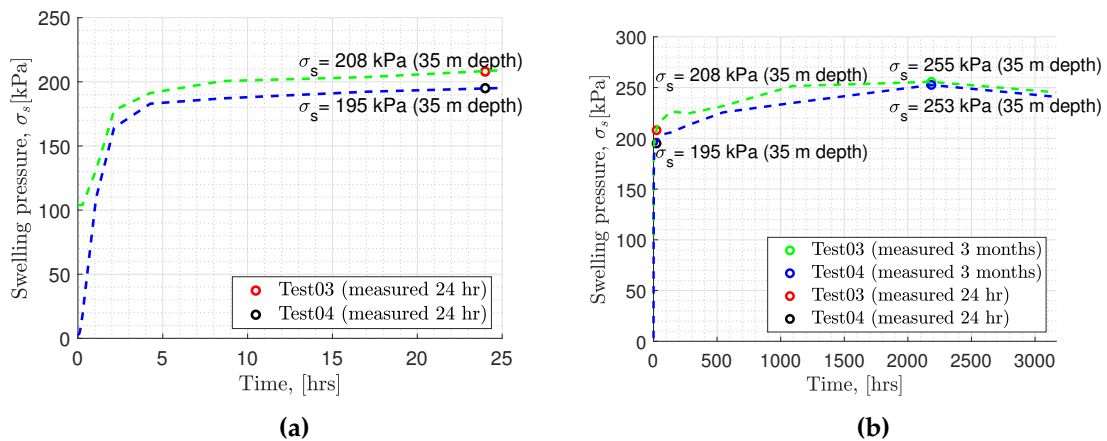 250
200
150
100
50
0
Swelling pressure, σs [kPa]
σs= 208 kPa (35 m depth)
σs= 195 kPa (35 m depth)
Test03 (measured 24 hr)
Test04 (measured 24 hr)
0 5 10 15 20 25
Time, [hrs]
(a)
300
250
200
150
100
50
0
Swelling pressure, σs [kPa]
σs= 255 kPa (35 m depth)
σs= 208 kPa (35 m depth)
σs= 253 kPa (35 m depth)
σs= 195 kPa (35 m depth)
Test03 (measured 3 months)
Test04 (measured 3 months)
Test03 (measured 24 hr)
Test04 (measured 24 hr)
0 500 1000 1500 2000 2500 3000
Time, [hrs]
(b)